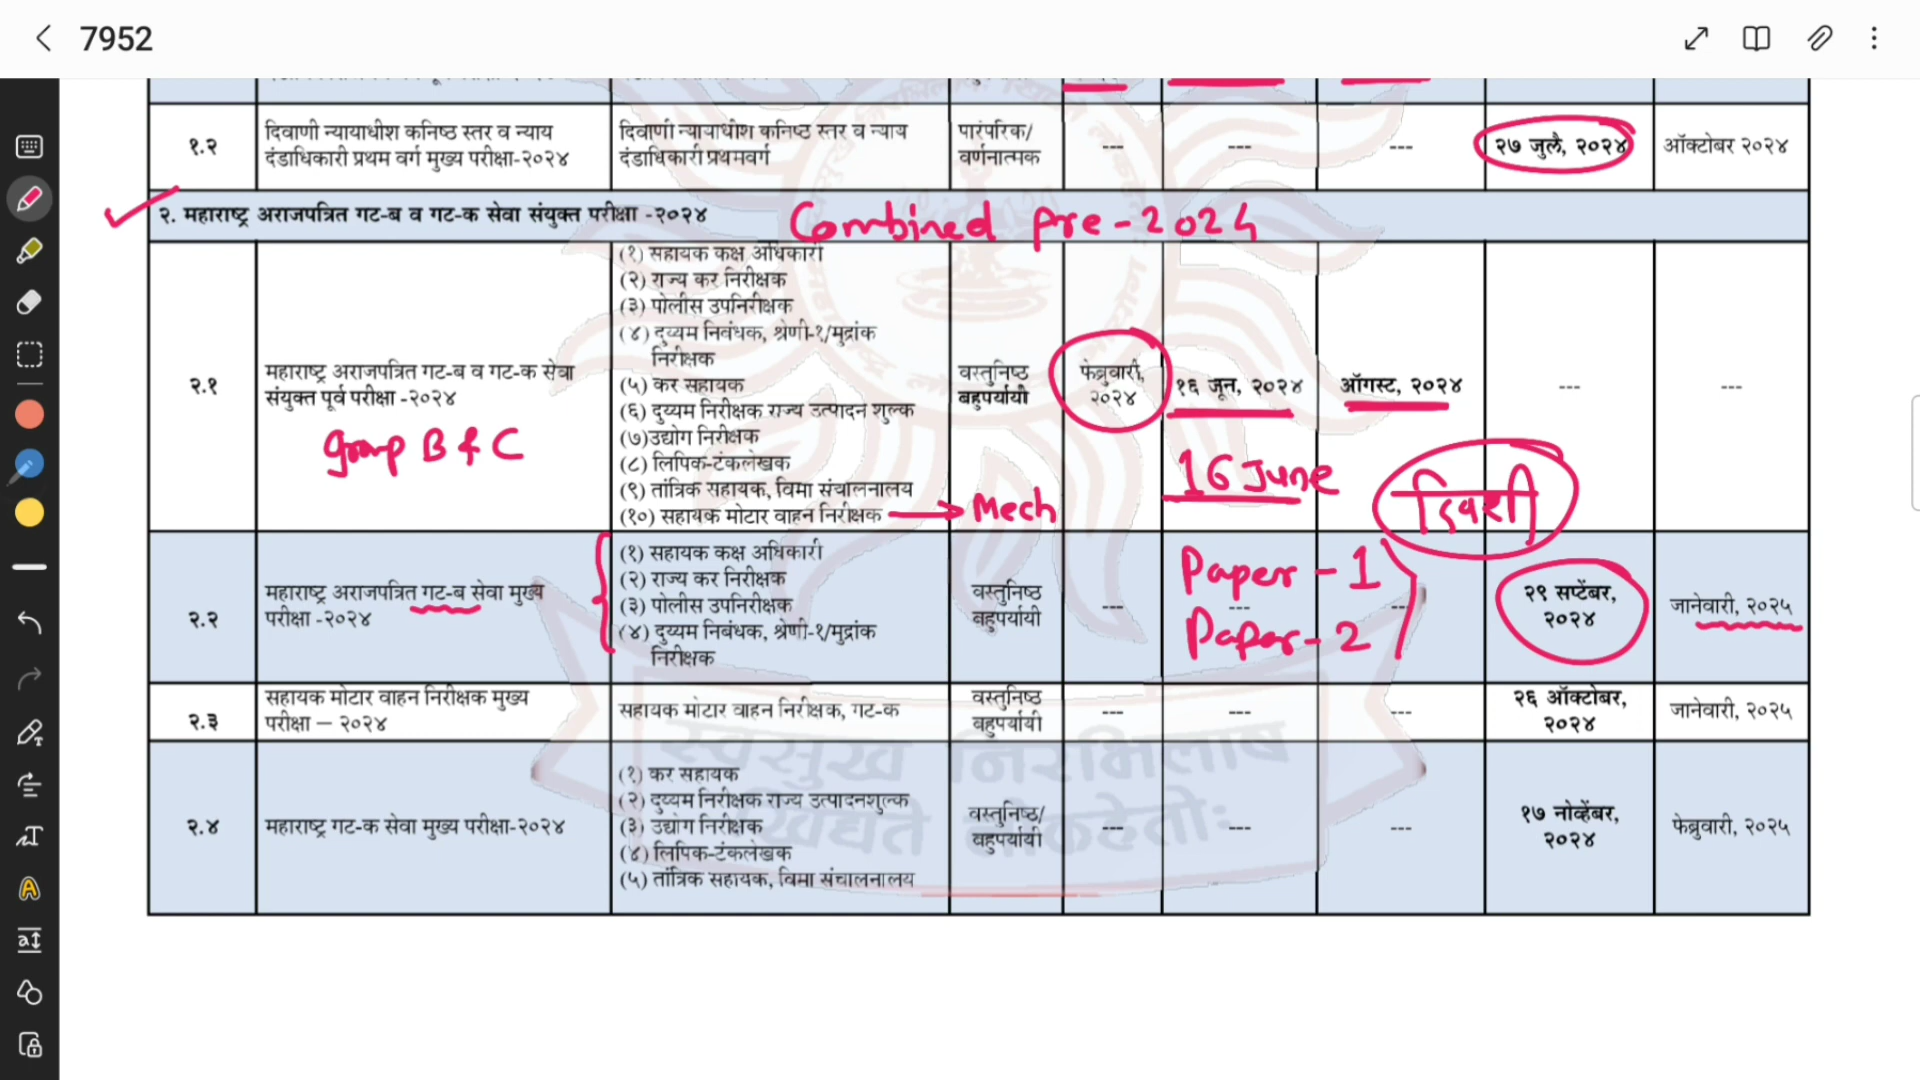 7952
१.२
दिवाणी न्यायाधीश कनिष्ठ स्तर व न्याय
दंडाधिकारी प्रथम वर्ग मुख्य परीक्षा-२०२४
दिवाणी न्यायाधीश कनिष्ठ स्तर व न्याय
दंडाधिकारी प्रथमवर्ग
पारंपरिक/
वर्णनात्मक
---
---
---
२७ जुलै, २०२४
ऑक्टोबर २०२४
२. महाराष्ट्र अराजपत्रित गट-ब व गट-क सेवा संयुक्त परीक्षा -२०२४
Combined pre-2024
२.१
महाराष्ट्र अराजपत्रित गट-ब व गट-क सेवा
संयुक्त पूर्व परीक्षा -२०२४
group B & C
(१) सहायक कक्ष अधिकारी
(२) राज्य कर निरीक्षक
(३) पोलीस उपनिरीक्षक
(४) दुय्यम निबंधक, श्रेणी-१/मुद्रांक
निरीक्षक
(५) कर सहायक
(६) दुय्यम निरीक्षक राज्य उत्पादन शुल्क
(७)उद्योग निरीक्षक
(८) लिपिक-टंकलेखक
(९) तांत्रिक सहायक, विमा संचालनालय
(१०) सहायक मोटार वाहन निरीक्षक
Mech
वस्तुनिष्ठ
बहुपर्यायी
फेब्रुवारी,
२०२४
१६ जून, २०२४
16 June
ऑगस्ट, २०२४
---
---
२.२
महाराष्ट्र अराजपत्रित गट-ब सेवा मुख्य
परीक्षा -२०२४
(१) सहायक कक्ष अधिकारी
(२) राज्य कर निरीक्षक
(३) पोलीस उपनिरीक्षक
(४) दुय्यम निबंधक, श्रेणी-१/मुद्रांक
निरीक्षक
वस्तुनिष्ठ
बहुपर्यायी
---
Paper-1
---
Paper-2
---
२९ सप्टेंबर,
२०२४
जानेवारी, २०२५
२.३
सहायक मोटार वाहन निरीक्षक मुख्य
परीक्षा – २०२४
सहायक मोटार वाहन निरीक्षक, गट-क
वस्तुनिष्ठ
बहुपर्यायी
---
---
---
२६ ऑक्टोबर,
२०२४
जानेवारी, २०२५
२.४
महाराष्ट्र गट-क सेवा मुख्य परीक्षा-२०२४
(१) कर सहायक
(२) दुय्यम निरीक्षक राज्य उत्पादनशुल्क
(३) उद्योग निरीक्षक
(४) लिपिक-टंकलेखक
(५) तांत्रिक सहायक, विमा संचालनालय
वस्तुनिष्ठ/
बहुपर्यायी
---
---
---
१७ नोव्हेंबर,
२०२४
फेब्रुवारी, २०२५